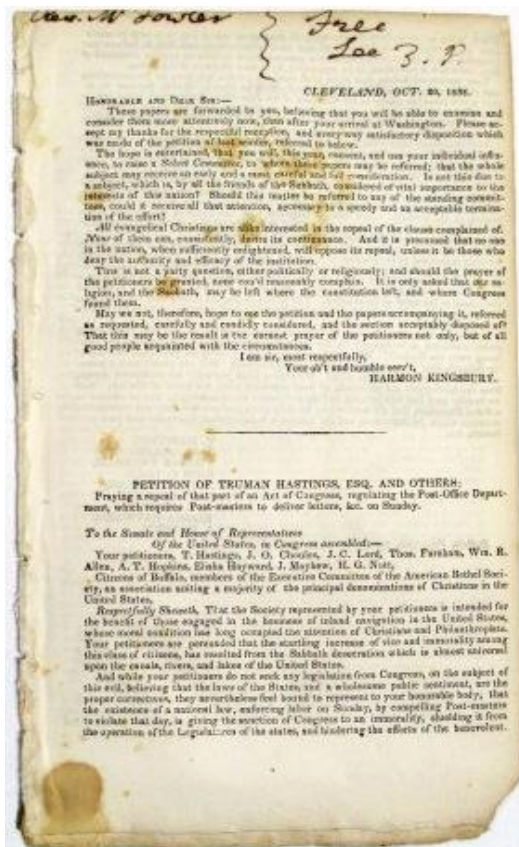 Rev. Mr Fowler
Free
Lee 3. P.
CLEVELAND, OCT. 20, 1838.
HONORABLE AND DEAR SIR:—
These papers are forwarded to you, believing that you will be able to examine and
consider them more attentively now, than after your arrival at Washington. Please ac-
cept my thanks for the respectful reception, and every way satisfactory disposition which
was made of the petition of last winter, referred to below.
The hope is entertained, that you will, this year, consent, and use your individual influ-
ence, to raise a Select Committee, to whom these papers may be referred; that the whole
subject may receive an early and a most careful and full consideration. Is not this due to
a subject, which is, by all the friends of the Sabbath, considered of vital importance to the
interests of this nation? Should this matter be referred to any of the standing commit-
tees, could it receive all that attention, necessary to a speedy and an acceptable termina-
tion of the effort?
All evangelical Christians are alike interested in the repeal of the clause complained of.
None of them can, consistently, desire its continuance. And it is presumed that no one
in the nation, when sufficiently enlightened, will oppose its repeal, unless it be those who
deny the authority and efficacy of the institution.
This is not a party question, either politically or religiously; and should the prayer of
the petitioners be granted, none could reasonably complain. It is only asked that our re-
ligion, and the Sabbath, may be left where the constitution left, and where Congress
found them.
May we not, therefore, hope to see the petition and the papers accompanying it, referred
as requested, carefully and candidly considered, and the section acceptably disposed of?
That this may be the result is the earnest prayer of the petitioners not only, but of all
good people acquainted with the circumstances.
I am sir, most respectfully,
Your ob't and humble serv't,
HARMON KINGSBURY.
PETITION OF TRUMAN HASTINGS, ESQ. AND OTHERS:
Praying a repeal of that part of an Act of Congress, regulating the Post-Office Depart-
ment, which requires Post-masters to deliver letters, &c. on Sunday.
To the Senate and House of Representatives
Of the United States, in Congress assembled:—
Your petitioners, T. Hastings, J. O. Choules, J. C. Lord, Thos. Farnham, Wm. R.
Allen, A. T. Hopkins, Elisha Hayward, J. Mayhew, H. G. Nott,
Citizens of Buffalo, members of the Executive Committee of the American Bethel Soci-
ety, an association uniting a majority of the principal denominations of Christians in the
United States,
Respectfully Sheweth, That the Society represented by your petitioners is intended for
the benefit of those engaged in the business of inland navigation in the United States,
whose moral condition has long occupied the attention of Christians and Philanthropists.
Your petitioners are persuaded that the startling increase of vice and immorality among
this class of citizens, has resulted from the Sabbath desecration which is almost universal
upon the canals, rivers, and lakes of the United States.
And while your petitioners do not seek any legislation from Congress, on the subject of
this evil, believing that the laws of the States, and a wholesome public sentiment, are the
proper correctives, they nevertheless feel bound to represent to your honorable body, that
the existence of a national law, enforcing labor on Sunday, by compelling Post-masters
to violate that day, is giving the sanction of Congress to an immorality, shielding it from
the operation of the Legislation of the states, and hindering the efforts of the benevolent.